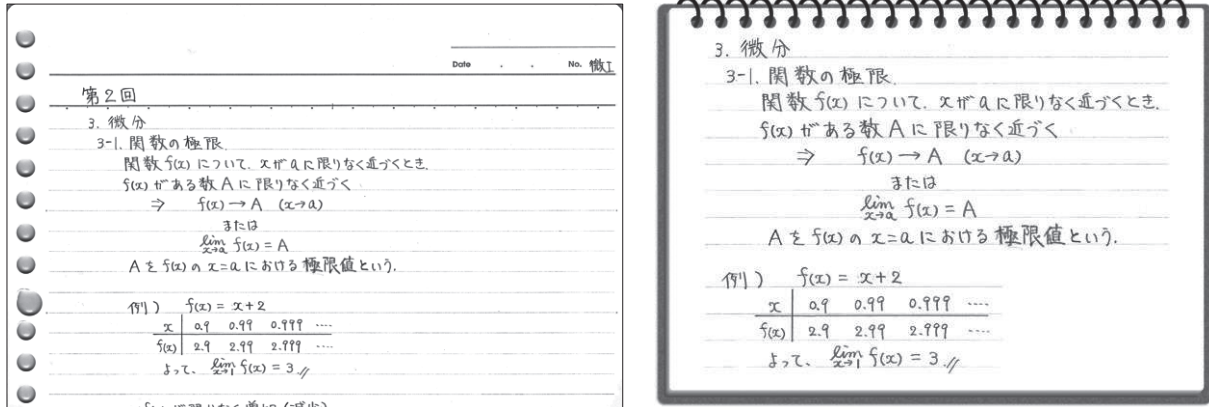 Date . . No. 微I
第2回
3. 微分
3-1. 関数の極限.
関数 f(x) について、xがaに限りなく近づくとき、
f(x) がある数Aに限りなく近づく
⇒ f(x) → A (x→a)
または
lim x→a f(x) = A
Aを f(x) の x=a における極限値という.
例) f(x) = x+2
x 0.9 0.99 0.999 ....
f(x) 2.9 2.99 2.999 ....
よって、 lim x→1 f(x) = 3 //
3. 微分
3-1. 関数の極限.
関数 f(x) について、xがaに限りなく近づくとき、
f(x) がある数Aに限りなく近づく
⇒ f(x) → A (x→a)
または
lim x→a f(x) = A
Aを f(x) の x=a における極限値という.
例) f(x) = x+2
x 0.9 0.99 0.999 ....
f(x) 2.9 2.99 2.999 ....
よって、 lim x→1 f(x) = 3 //